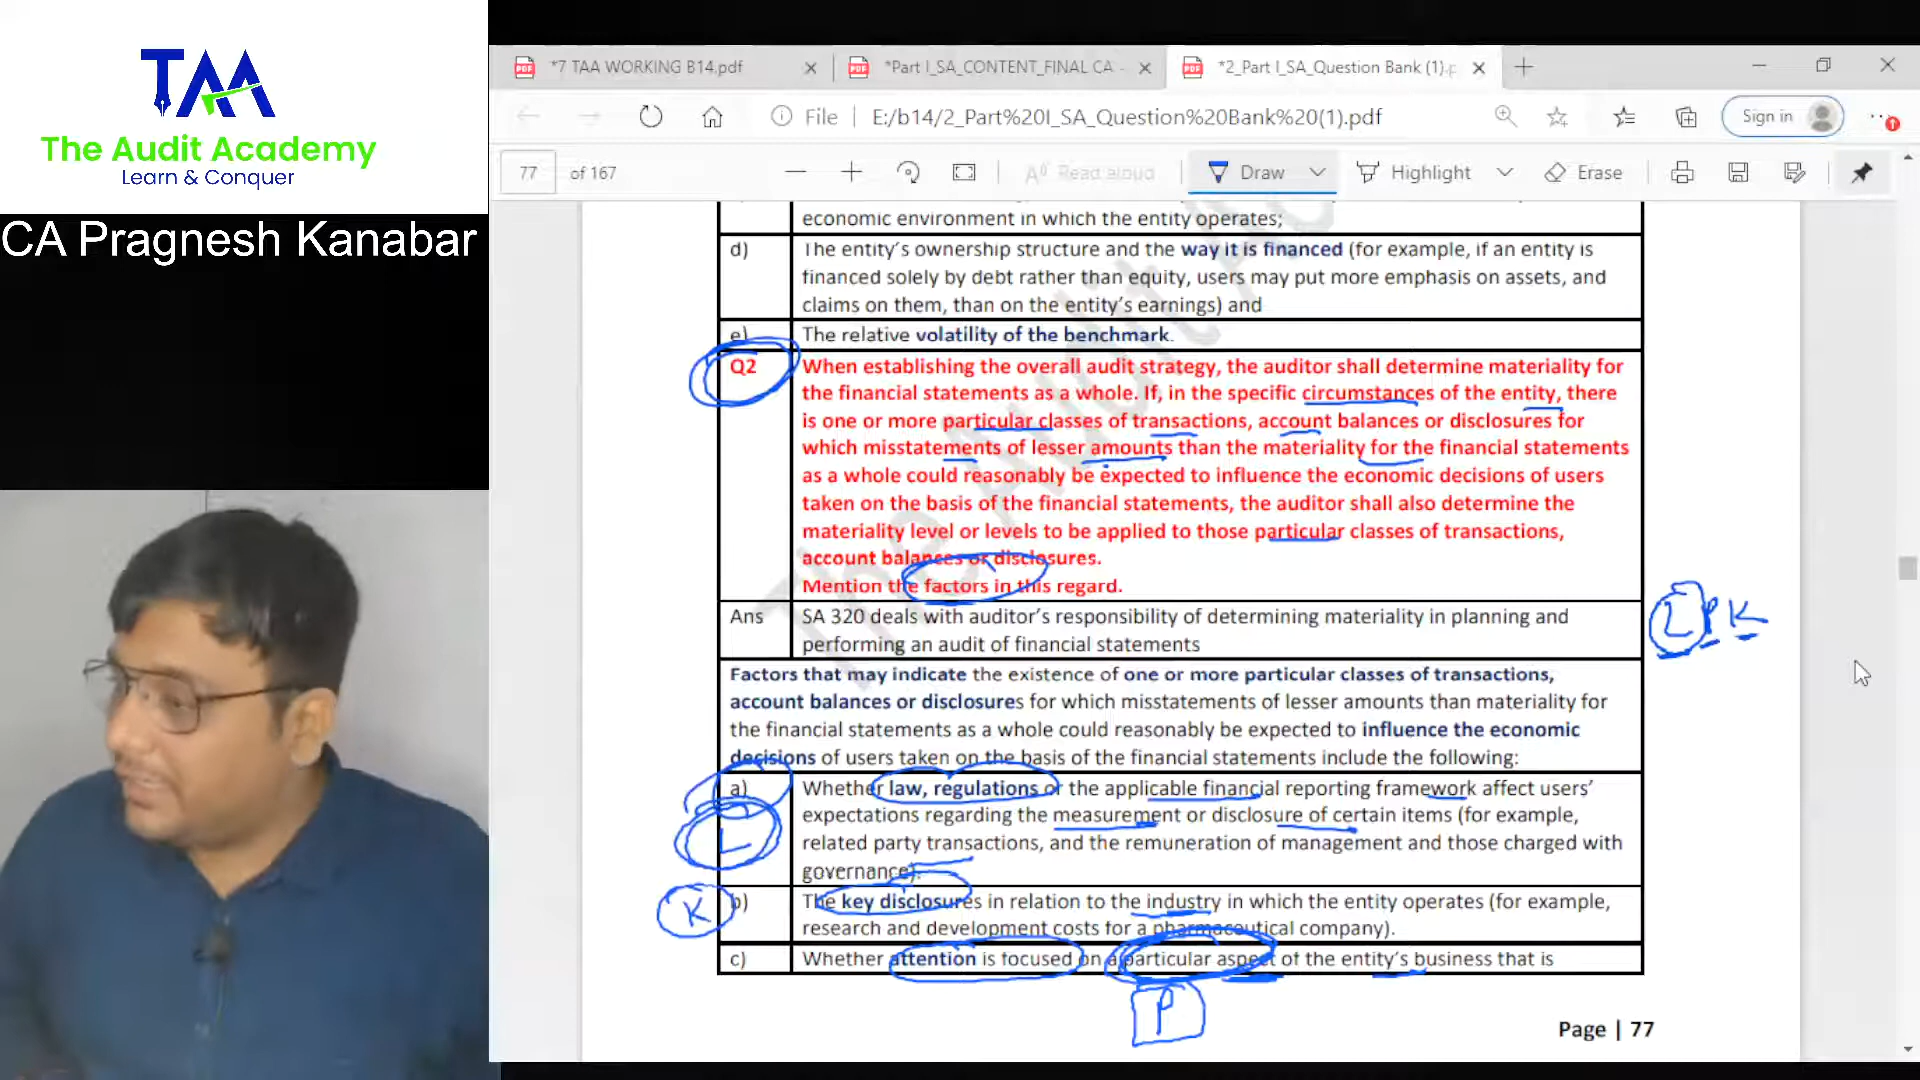 TAA
The Audit Academy
Learn & Conquer
CA Pragnesh Kanabar
*7 TAA WORKING B14.pdf
*Part I_SA_CONTENT_FINAL CA -
*2_Part I_SA_Question Bank (1).p
File | E:/b14/2_Part%20I_SA_Question%20Bank%20(1).pdf
Sign in
77 of 167
Read aloud
Draw
Highlight
Erase
economic environment in which the entity operates;
d) The entity's ownership structure and the way it is financed (for example, if an entity is
financed solely by debt rather than equity, users may put more emphasis on assets, and
claims on them, than on the entity's earnings) and
e) The relative volatility of the benchmark.
Q2 When establishing the overall audit strategy, the auditor shall determine materiality for
the financial statements as a whole. If, in the specific circumstances of the entity, there
is one or more particular classes of transactions, account balances or disclosures for
which misstatements of lesser amounts than the materiality for the financial statements
as a whole could reasonably be expected to influence the economic decisions of users
taken on the basis of the financial statements, the auditor shall also determine the
materiality level or levels to be applied to those particular classes of transactions,
account balances or disclosures.
Mention the factors in this regard.
Ans SA 320 deals with auditor's responsibility of determining materiality in planning and
performing an audit of financial statements
L P K
Factors that may indicate the existence of one or more particular classes of transactions,
account balances or disclosures for which misstatements of lesser amounts than materiality for
the financial statements as a whole could reasonably be expected to influence the economic
decisions of users taken on the basis of the financial statements include the following:
a) Whether law, regulations or the applicable financial reporting framework affect users'
L expectations regarding the measurement or disclosure of certain items (for example,
related party transactions, and the remuneration of management and those charged with
governance).
K b) The key disclosures in relation to the industry in which the entity operates (for example,
research and development costs for a pharmaceutical company).
c) Whether attention is focused on a particular aspect of the entity's business that is
P
Page | 77
The Audit Ac